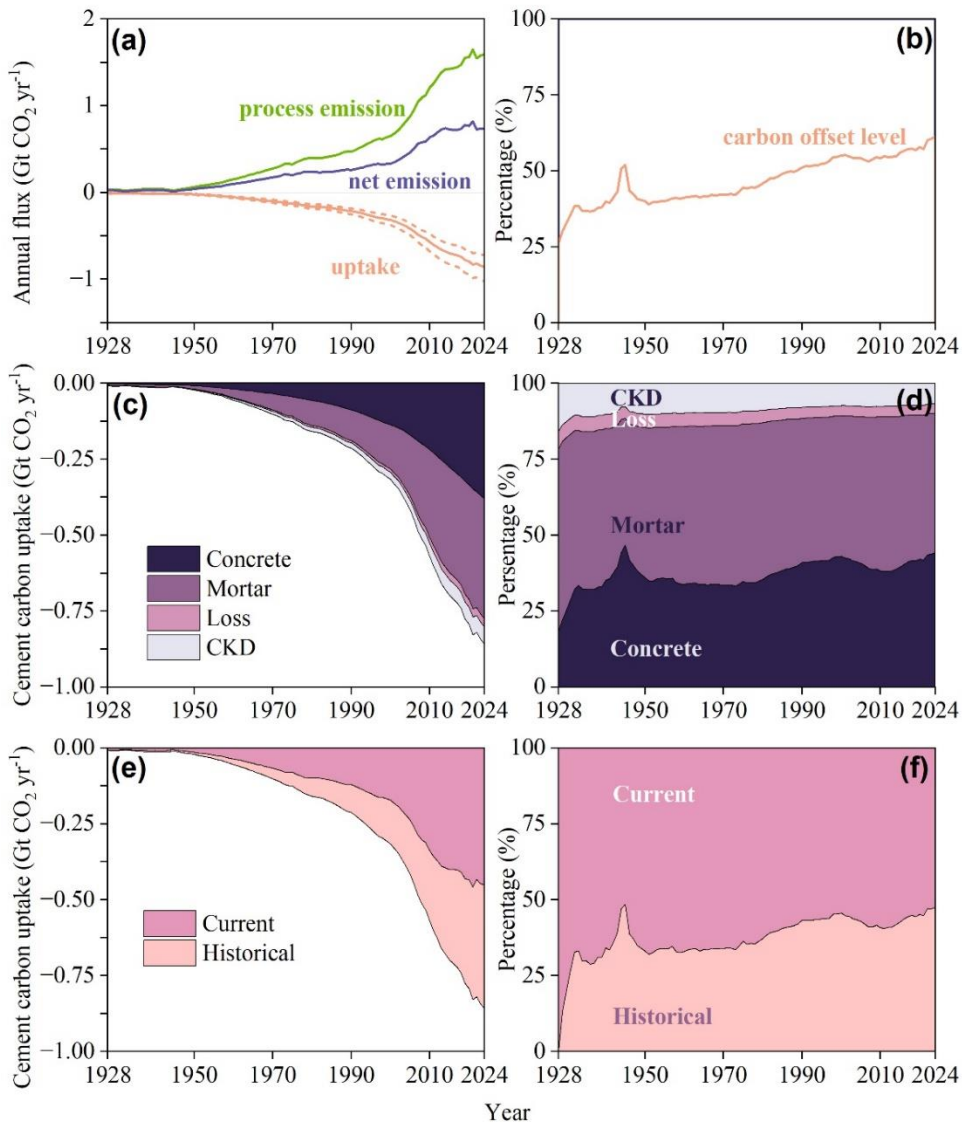 (a)
Annual flux (Gt CO₂ yr⁻¹)
2
1
0
−1
process emission
net emission
uptake
1928 1950 1970 1990 2010 2024
(b)
Percentage (%)
100
75
50
25
0
carbon offset level
1928 1950 1970 1990 2010 2024
(c)
Cement carbon uptake (Gt CO₂ yr⁻¹)
0.00
−0.25
−0.50
−0.75
−1.00
Concrete
Mortar
Loss
CKD
1928 1950 1970 1990 2010 2024
(d)
Persentage (%)
100
75
50
25
0
CKD
Loss
Mortar
Concrete
1928 1950 1970 1990 2010 2024
(e)
Cement carbon uptake (Gt CO₂ yr⁻¹)
0.00
−0.25
−0.50
−0.75
−1.00
Current
Historical
1928 1950 1970 1990 2010 2024
(f)
Percentage (%)
100
75
50
25
0
Current
Historical
1928 1950 1970 1990 2010 2024
Year